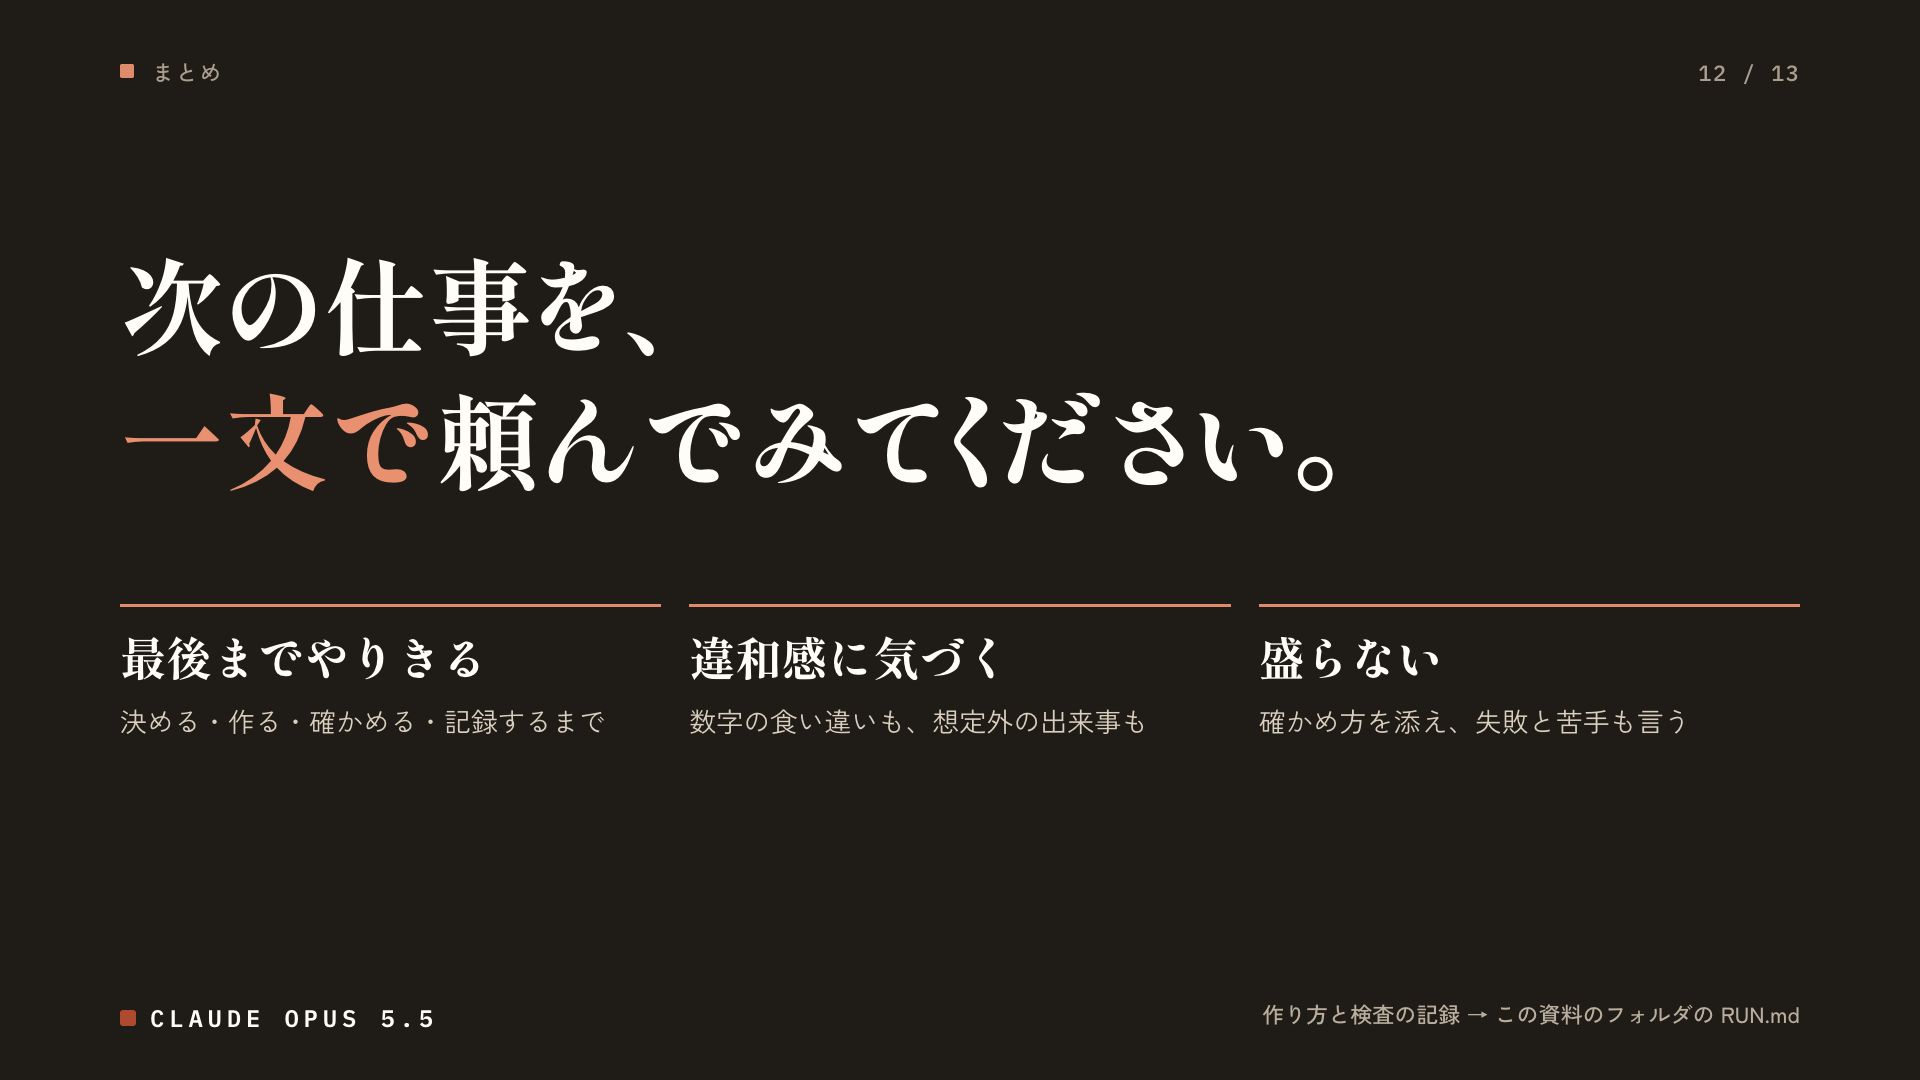 まとめ
12 / 13
次の仕事を、
一文で頼んでみてください。
最後までやりきる
決める・作る・確かめる・記録するまで
違和感に気づく
数字の食い違いも、想定外の出来事も
盛らない
確かめ方を添え、失敗と苦手も言う
CLAUDE OPUS 5.5
作り方と検査の記録 → この資料のフォルダの RUN.md